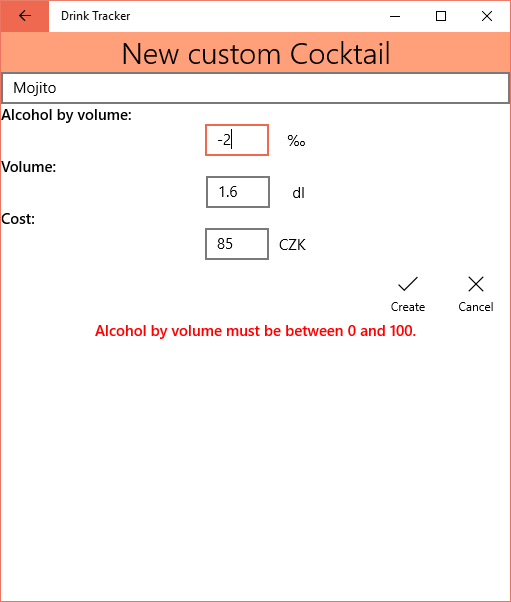 Drink Tracker
New custom Cocktail
Mojito
Alcohol by volume:
-2 ‰
Volume:
1.6 dl
Cost:
85 CZK
Create Cancel
Alcohol by volume must be between 0 and 100.